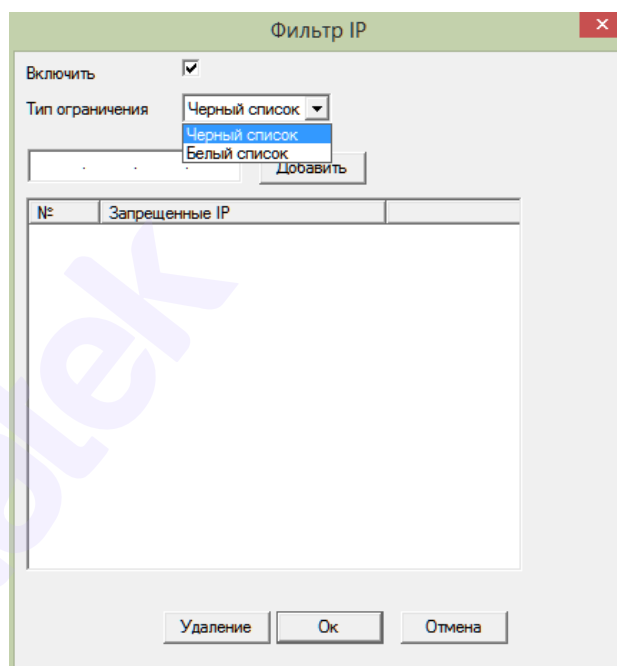 Фильтр IP
Включить
Тип ограничения Черный список
Черный список
Белый список
. . . Добавить
№ Запрещенные IP
Удаление Ок Отмена